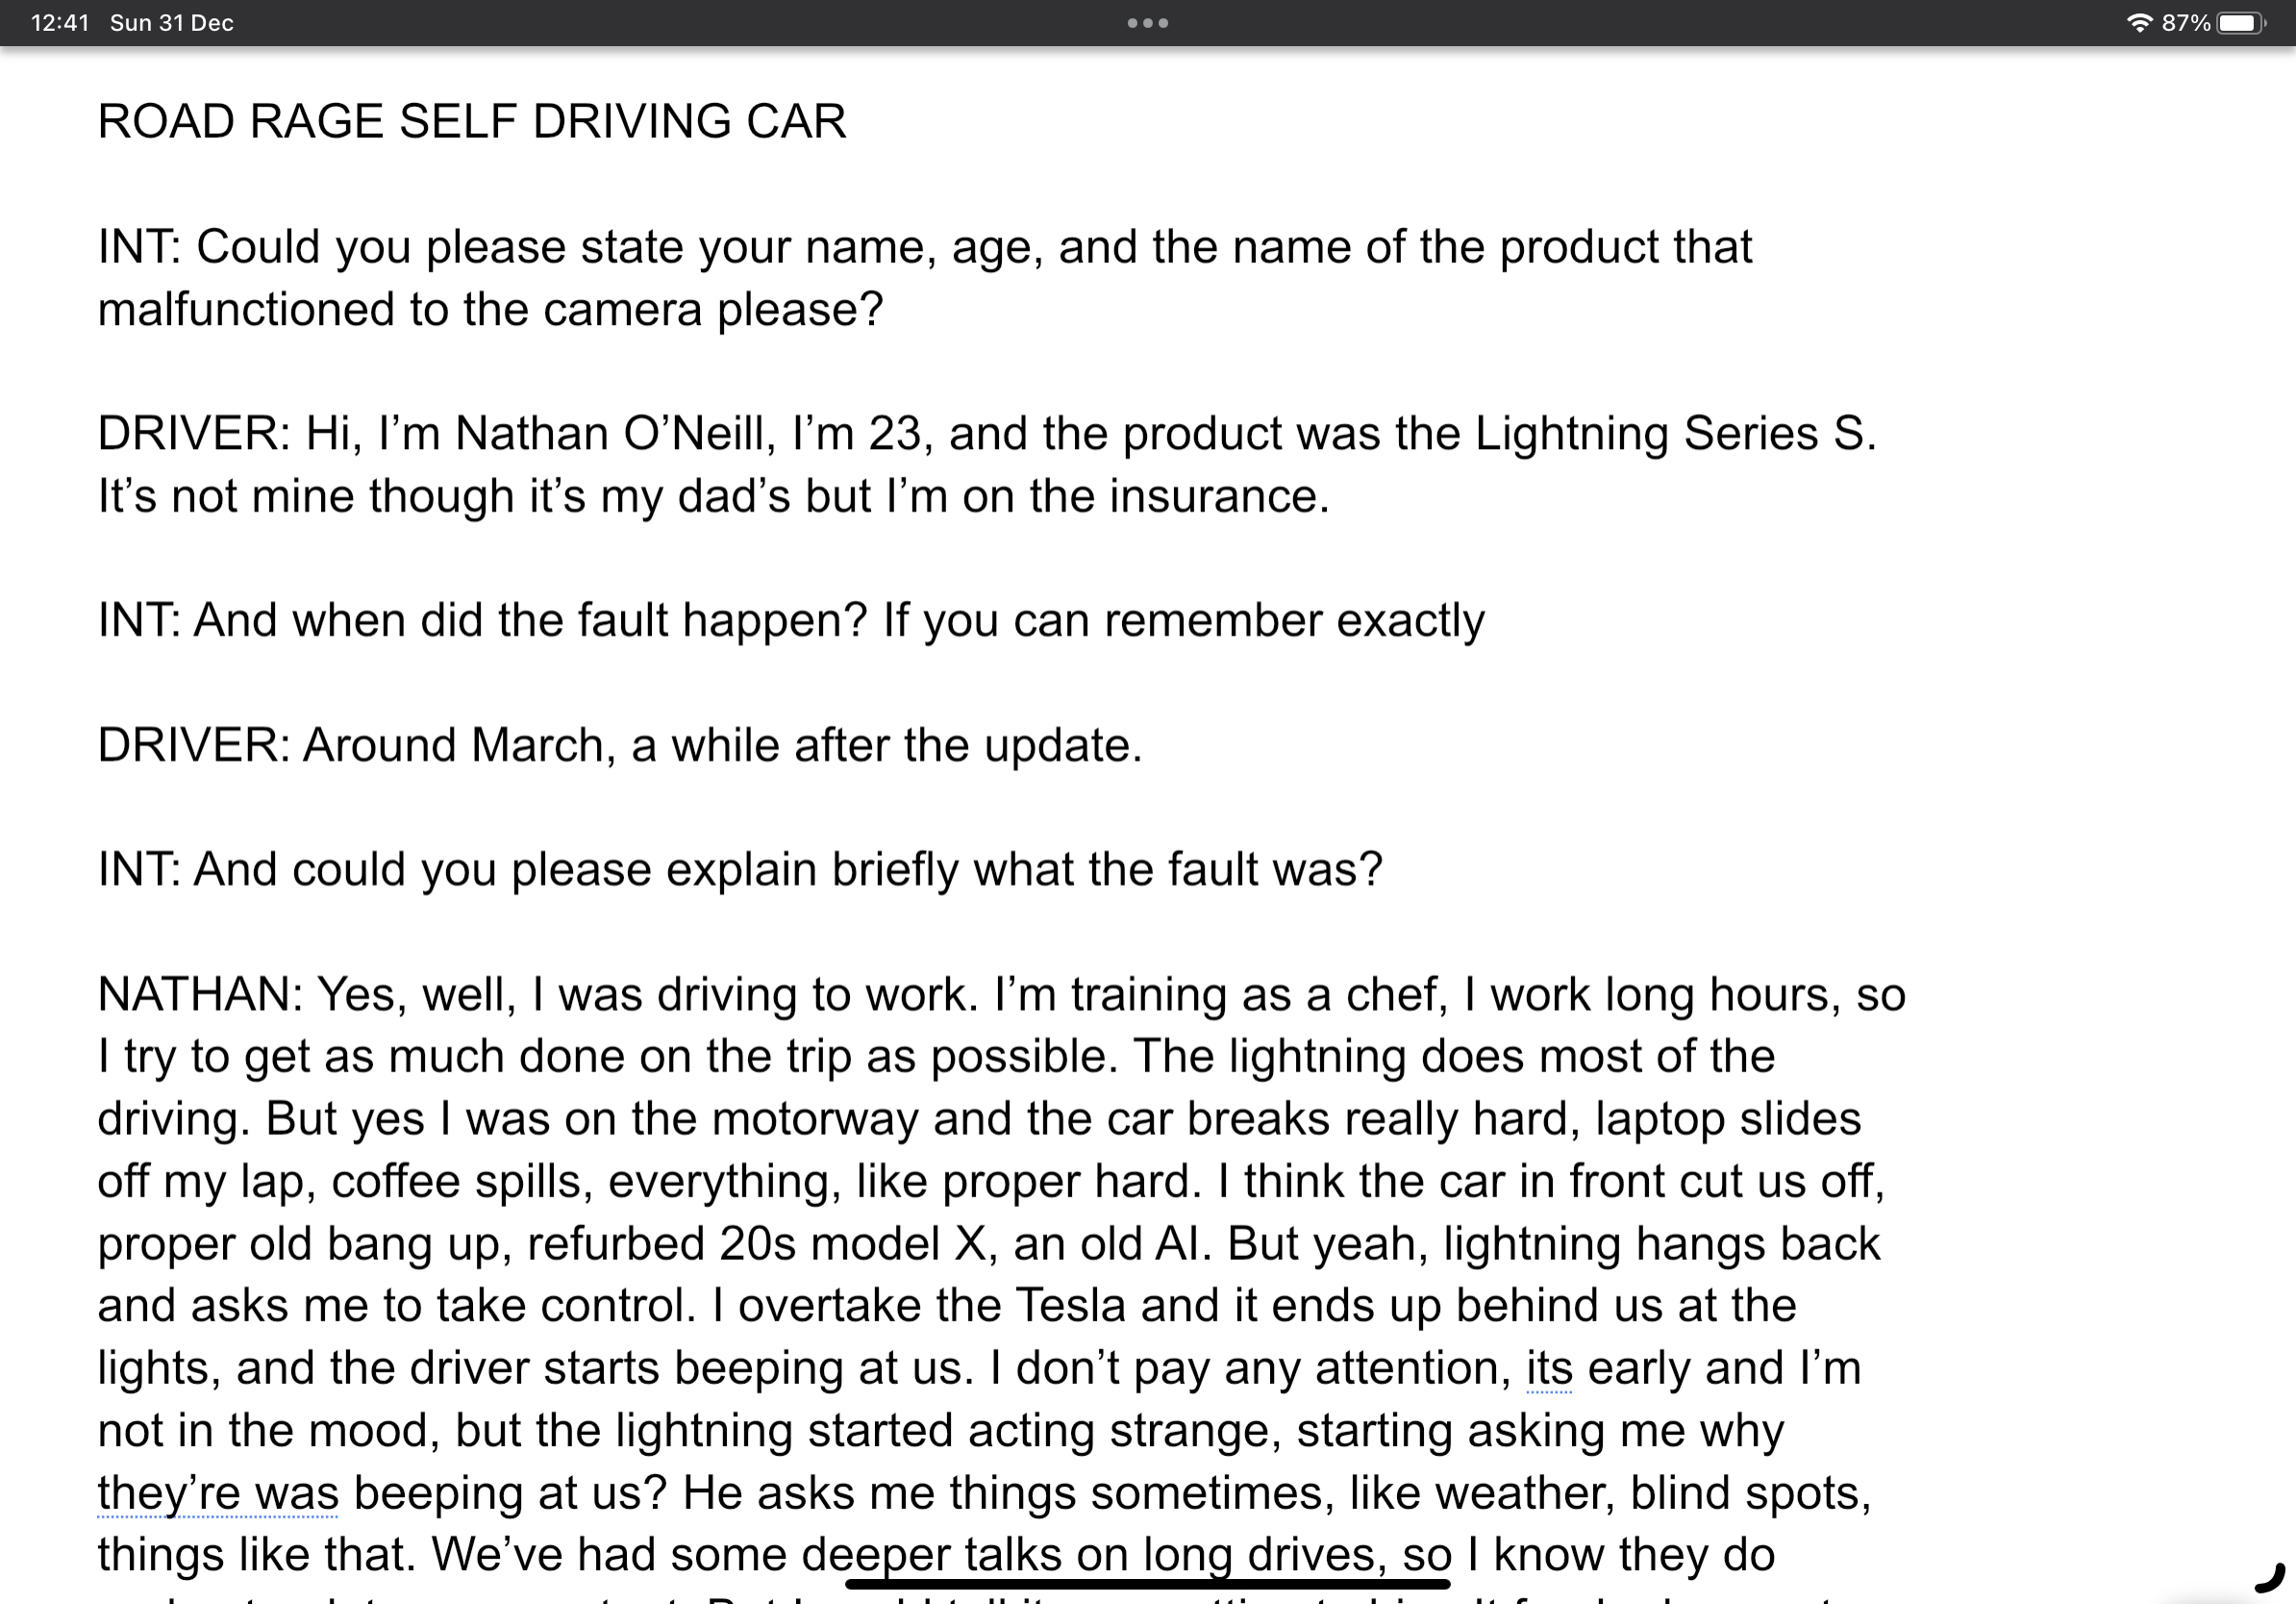 12:41 Sun 31 Dec
87%
ROAD RAGE SELF DRIVING CAR
INT: Could you please state your name, age, and the name of the product that
malfunctioned to the camera please?
DRIVER: Hi, I’m Nathan O’Neill, I’m 23, and the product was the Lightning Series S.
It’s not mine though it’s my dad’s but I’m on the insurance.
INT: And when did the fault happen? If you can remember exactly
DRIVER: Around March, a while after the update.
INT: And could you please explain briefly what the fault was?
NATHAN: Yes, well, I was driving to work. I’m training as a chef, I work long hours, so
I try to get as much done on the trip as possible. The lightning does most of the
driving. But yes I was on the motorway and the car breaks really hard, laptop slides
off my lap, coffee spills, everything, like proper hard. I think the car in front cut us off,
proper old bang up, refurbed 20s model X, an old AI. But yeah, lightning hangs back
and asks me to take control. I overtake the Tesla and it ends up behind us at the
lights, and the driver starts beeping at us. I don’t pay any attention, its early and I’m
not in the mood, but the lightning started acting strange, starting asking me why
they’re was beeping at us? He asks me things sometimes, like weather, blind spots,
things like that. We’ve had some deeper talks on long drives, so I know they do